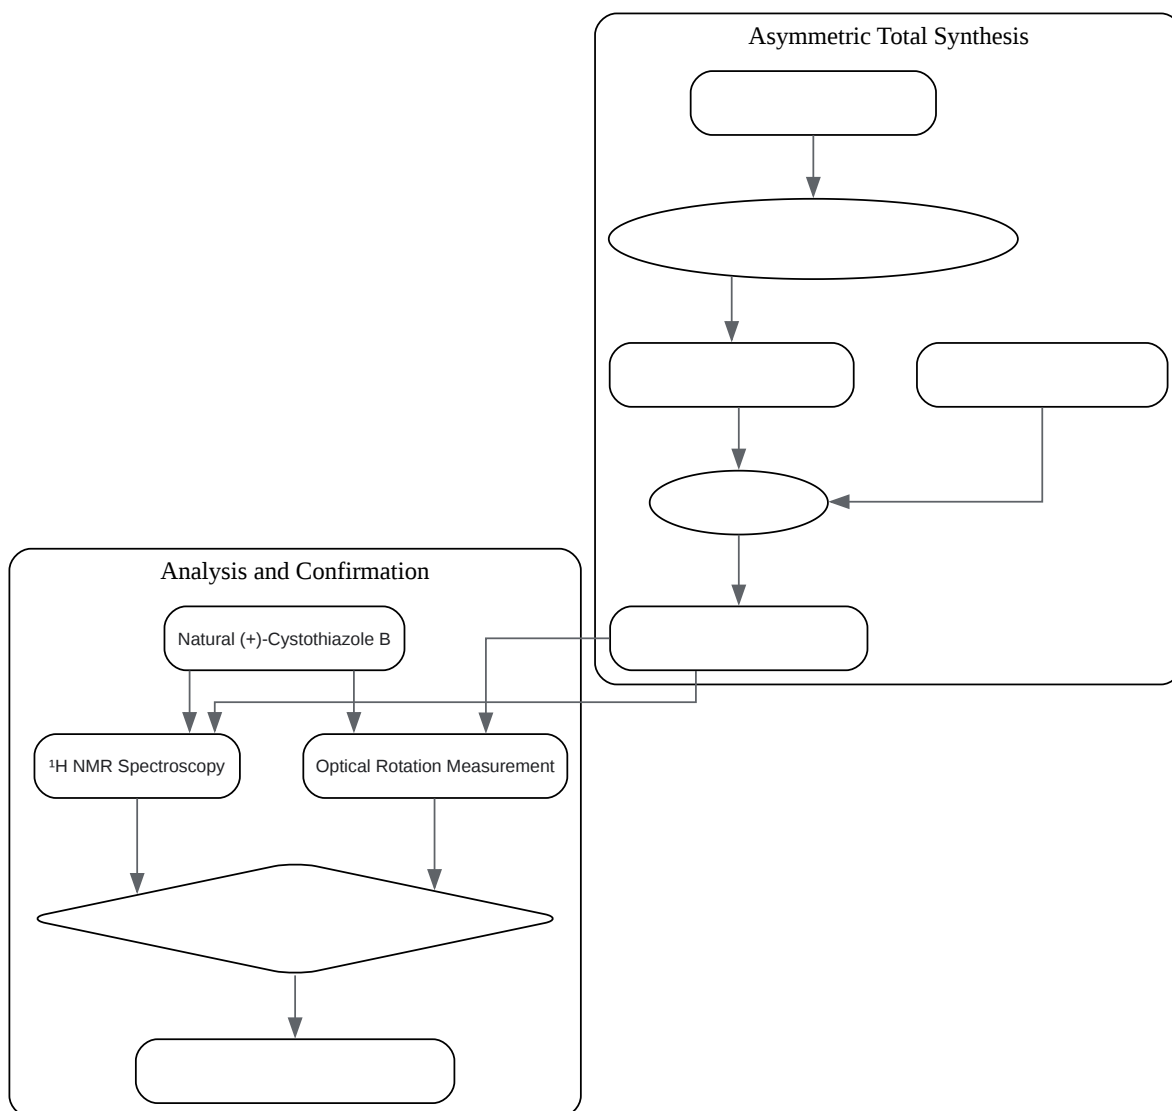 Asymmetric Total Synthesis
Analysis and Confirmation
Natural (+)-Cystothiazole B
¹H NMR Spectroscopy
Optical Rotation Measurement